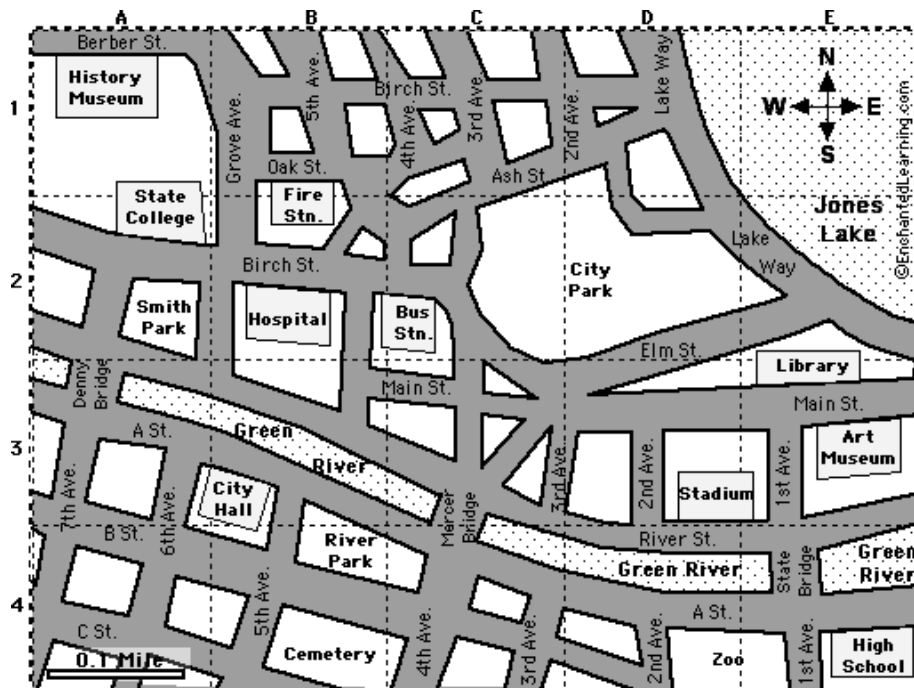 A B C D E
Berber St.
N
W E
S
History
Museum
1
Grove Ave.
5th Ave.
Birch St.
4th Ave.
3rd Ave.
2nd Ave.
Lake Way
Oak St.
Ash St
State
College
Fire
Stn.
Jones
Lake
©EnchantedLearning.com
Lake
Way
Birch St.
City
Park
2
Smith
Park
Hospital
Bus
Stn.
Elm St.
Library
Denny
Bridge
Main St.
Main St.
Green
River
A St.
3
Art
Museum
7th Ave.
6th Ave.
City
Hall
Mercer
Bridge
3rd Ave.
2nd Ave.
Stadium
1st Ave.
B St.
River
Park
River St.
Green River
State
Bridge
Green
River
4
5th Ave.
A St.
C St.
0.1 Mile
Cemetery
4th Ave.
3rd Ave.
2nd Ave.
Zoo
1st Ave.
High
School